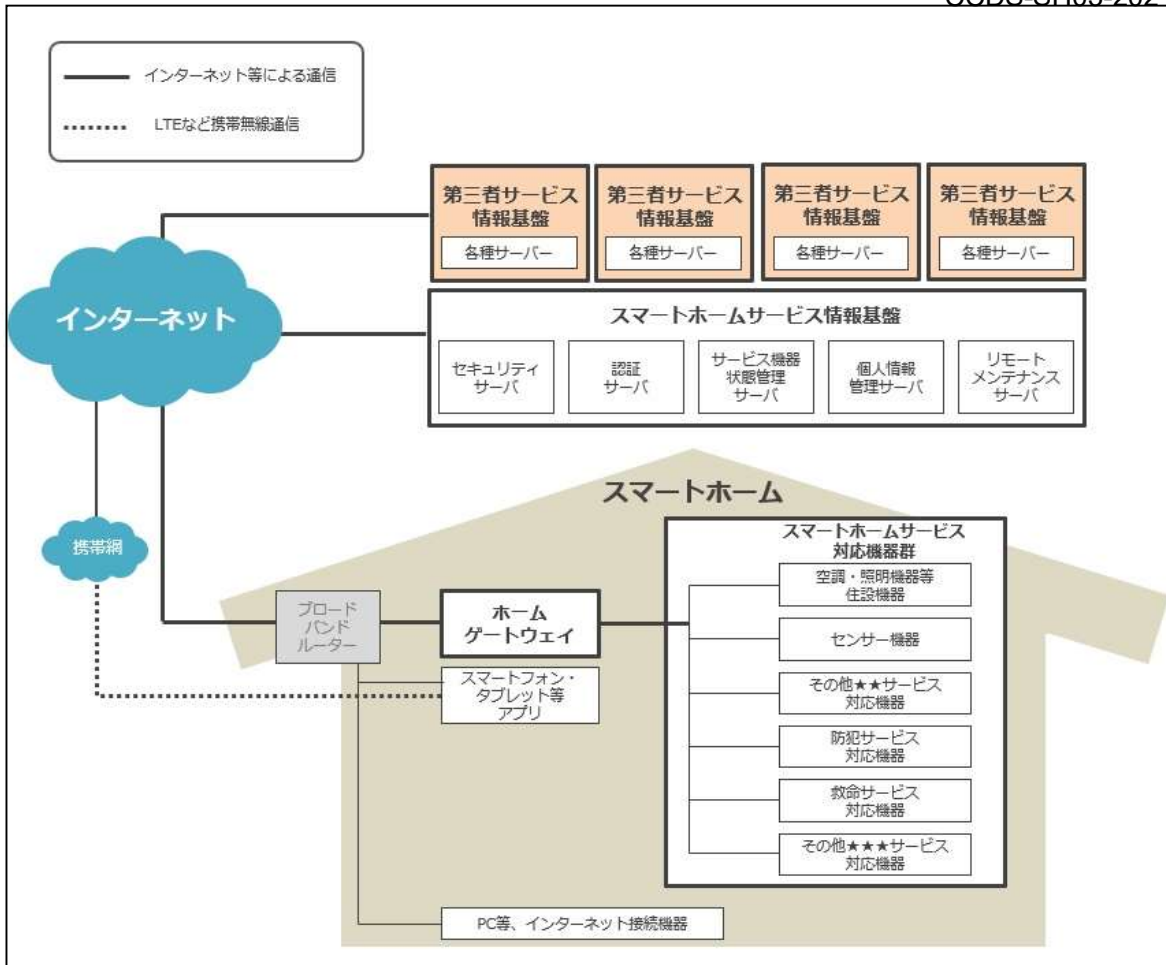 インターネット等による通信
LTEなど携帯無線通信
第三者サービス
情報基盤
各種サーバー
第三者サービス
情報基盤
各種サーバー
第三者サービス
情報基盤
各種サーバー
第三者サービス
情報基盤
各種サーバー
インターネット
スマートホームサービス情報基盤
セキュリティ
サーバ
認証
サーバ
サービス機器
状態管理
サーバ
個人情報
管理サーバ
リモート
メンテナンス
サーバ
スマートホーム
携帯網
ブロード
バンド
ルーター
ホーム
ゲートウェイ
スマートフォン・
タブレット等
アプリ
スマートホームサービス
対応機器群
空調・照明機器等
住設機器
センサー機器
その他★★サービス
対応機器
防犯サービス
対応機器
救命サービス
対応機器
その他★★★サービス
対応機器
PC等、インターネット接続機器